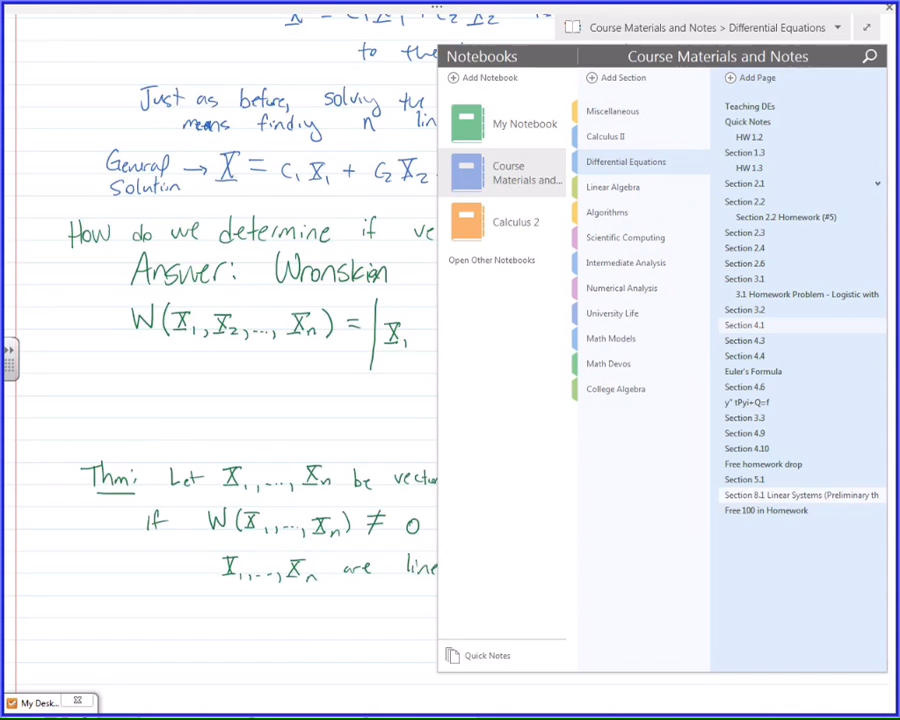 to the
Just as before, solving the
means finding n lin
General Solution → X = C₁X₁ + C₂X₂
How do we determine if ve
Answer: Wronskian
W(X₁, X₂, ..., Xₙ) = | X₁
Thm: Let X₁, ..., Xₙ be vector
if W(X₁, ..., Xₙ) ≠ 0
X₁, ..., Xₙ are line
My Desk...
Course Materials and Notes > Differential Equations
Notebooks
Add Notebook
My Notebook
Course
Materials and...
Calculus 2
Open Other Notebooks
Quick Notes
Course Materials and Notes
Add Section
Miscellaneous
Calculus II
Differential Equations
Linear Algebra
Algorithms
Scientific Computing
Intermediate Analysis
Numerical Analysis
University Life
Math Models
Math Devos
College Algebra
Add Page
Teaching DEs
Quick Notes
HW 1.2
Section 1.3
HW 1.3
Section 2.1
Section 2.2
Section 2.2 Homework (#5)
Section 2.3
Section 2.4
Section 2.6
Section 3.1
3.1 Homework Problem - Logistic with
Section 3.2
Section 4.1
Section 4.3
Section 4.4
Euler's Formula
Section 4.6
y" tPyi+Q=f
Section 3.3
Section 4.9
Section 4.10
Free homework drop
Section 5.1
Section 8.1 Linear Systems (Preliminary th
Free 100 in Homework